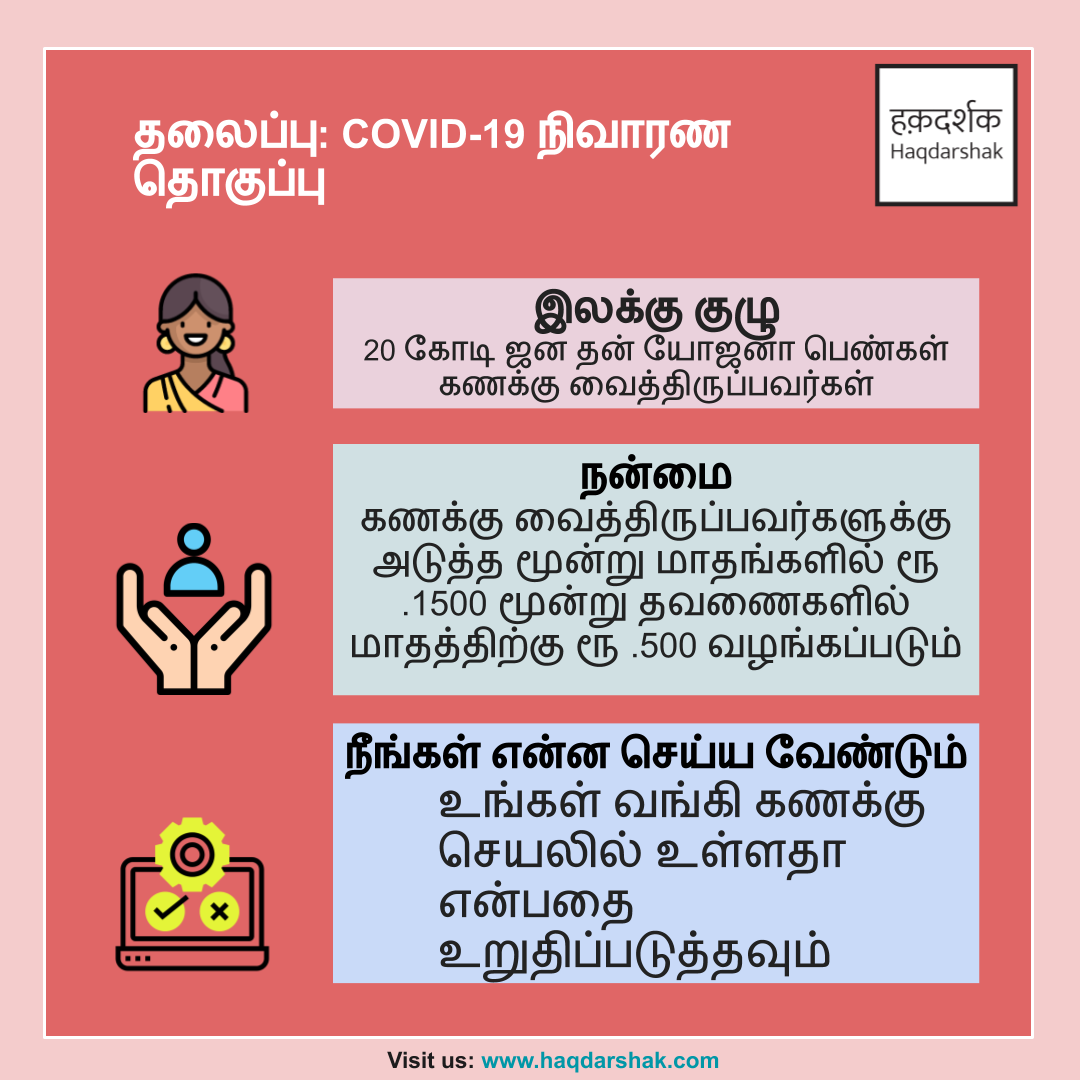 தலைப்பு: COVID-19 நிவாரண
தொகுப்பு
हक़दर्शक
Haqdarshak
இலக்கு குழு
20 கோடி ஜன தன் யோஜனா பெண்கள்
கணக்கு வைத்திருப்பவர்கள்
நன்மை
கணக்கு வைத்திருப்பவர்களுக்கு
அடுத்த மூன்று மாதங்களில் ரூ
.1500 மூன்று தவணைகளில்
மாதத்திற்கு ரூ .500 வழங்கப்படும்
நீங்கள் என்ன செய்ய வேண்டும்
உங்கள் வங்கி கணக்கு
செயலில் உள்ளதா
என்பதை
உறுதிப்படுத்தவும்
Visit us: www.haqdarshak.com